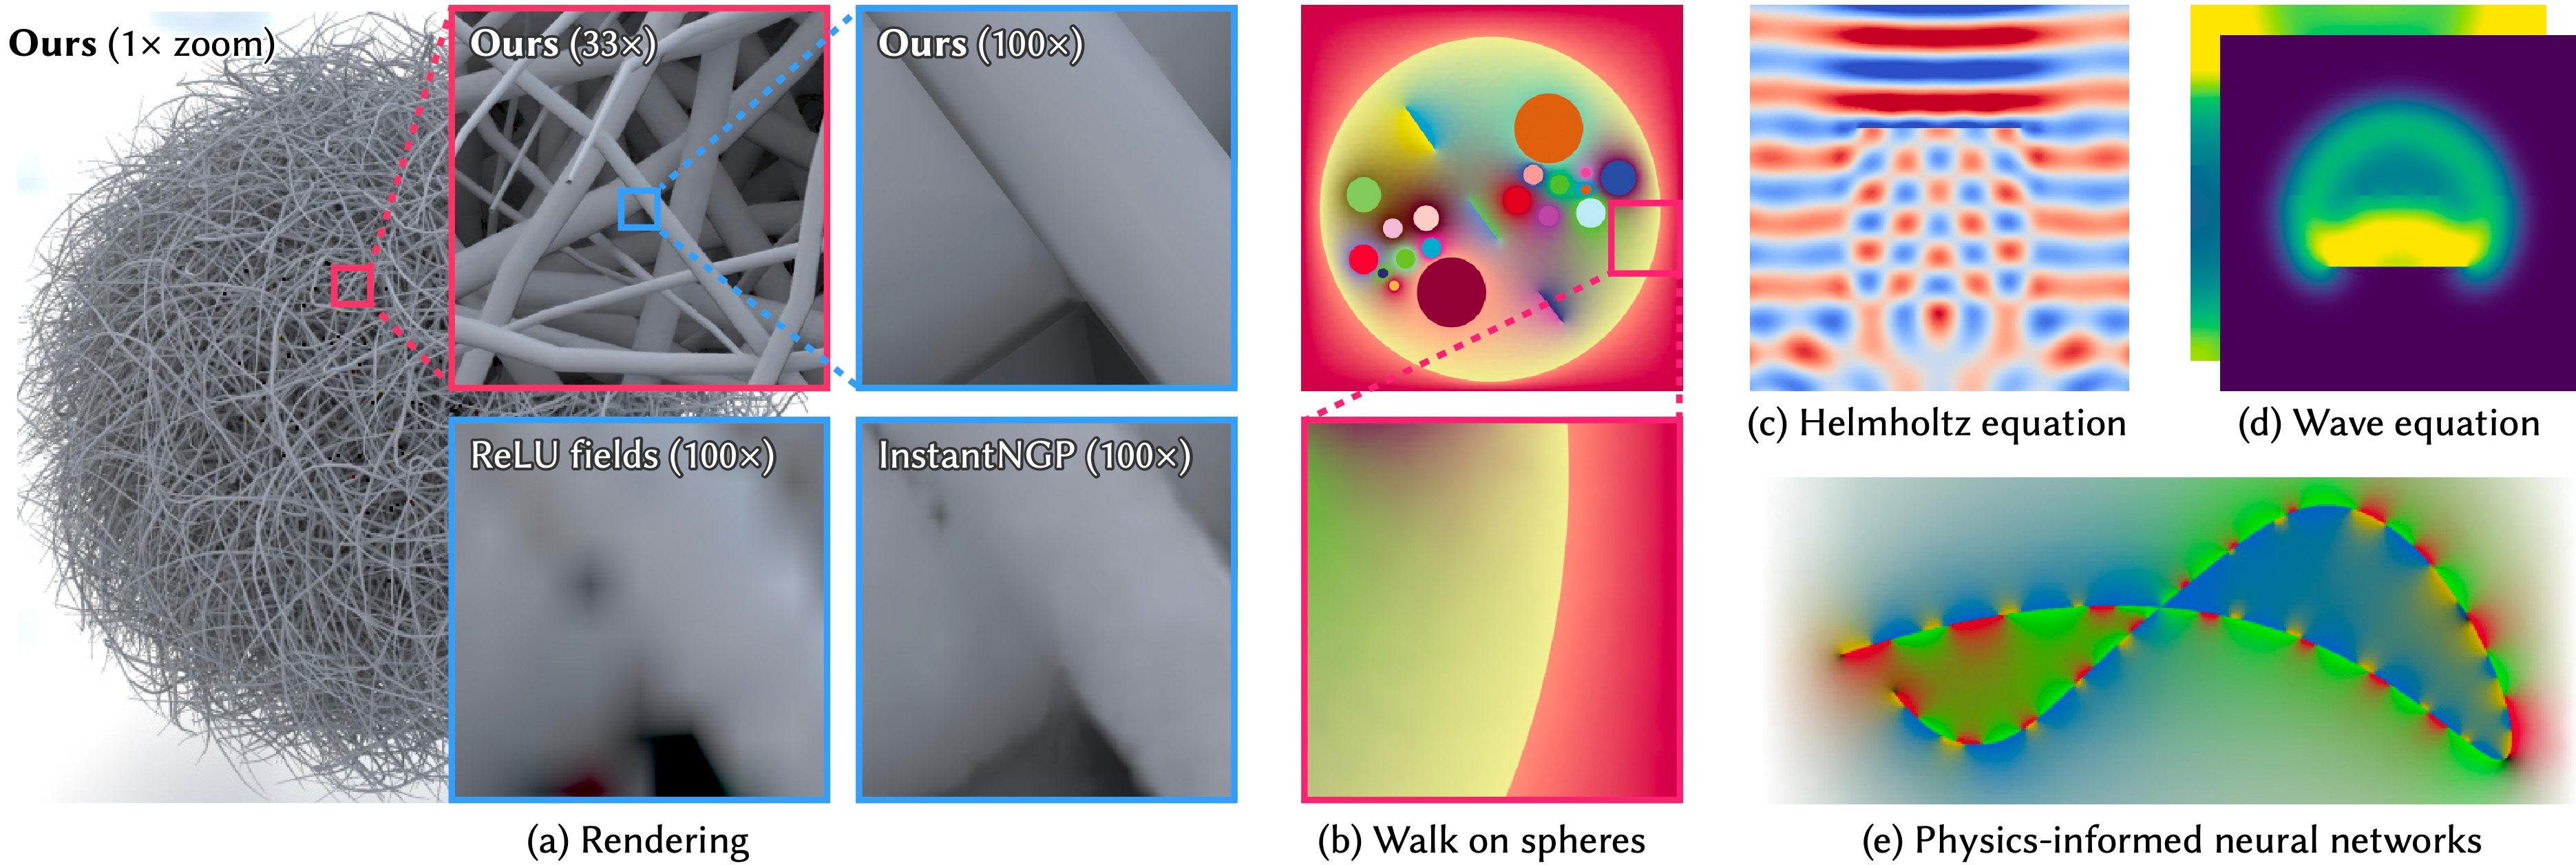 Ours (1× zoom)
Ours (33×)
Ours (100×)
ReLU fields (100×)
InstantNGP (100×)
(a) Rendering
(b) Walk on spheres
(c) Helmholtz equation
(d) Wave equation
(e) Physics-informed neural networks